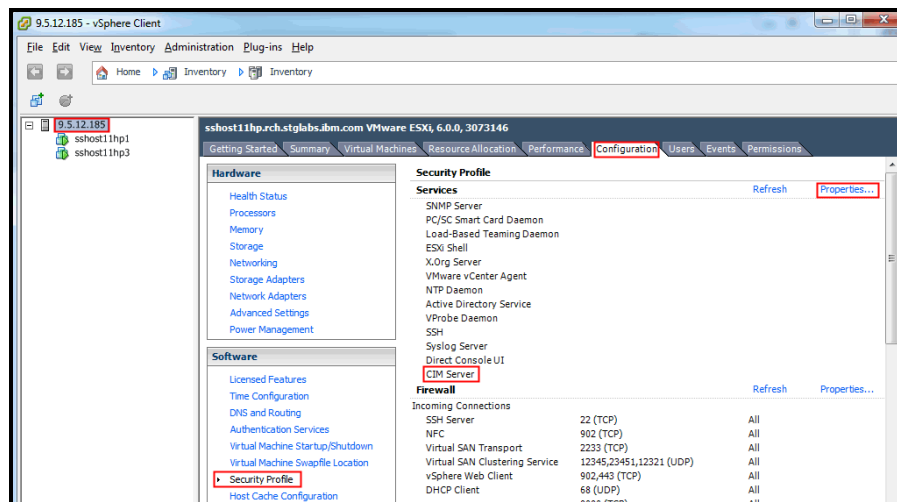 9.5.12.185 - vSphere Client
File Edit View Inventory Administration Plug-ins Help
Home Inventory Inventory
9.5.12.185
sshost11hp1
sshost11hp3
sshost11hp.rch.stglabs.ibm.com VMware ESXi, 6.0.0, 3073146
Getting Started Summary Virtual Machines Resource Allocation Performance Configuration Users Events Permissions
Hardware
Health Status
Processors
Memory
Storage
Networking
Storage Adapters
Network Adapters
Advanced Settings
Power Management
Software
Licensed Features
Time Configuration
DNS and Routing
Authentication Services
Virtual Machine Startup/Shutdown
Virtual Machine Swapfile Location
Security Profile
Host Cache Configuration
Security Profile
Services Refresh Properties...
SNMP Server
PC/SC Smart Card Daemon
Load-Based Teaming Daemon
ESXi Shell
X.Org Server
VMware vCenter Agent
NTP Daemon
Active Directory Service
VProbe Daemon
SSH
Syslog Server
Direct Console UI
CIM Server
Firewall Refresh Properties...
Incoming Connections
SSH Server 22 (TCP) All
NFC 902 (TCP) All
Virtual SAN Transport 2233 (TCP) All
Virtual SAN Clustering Service 12345,23451,12321 (UDP) All
vSphere Web Client 902,443 (TCP) All
DHCP Client 68 (UDP) All